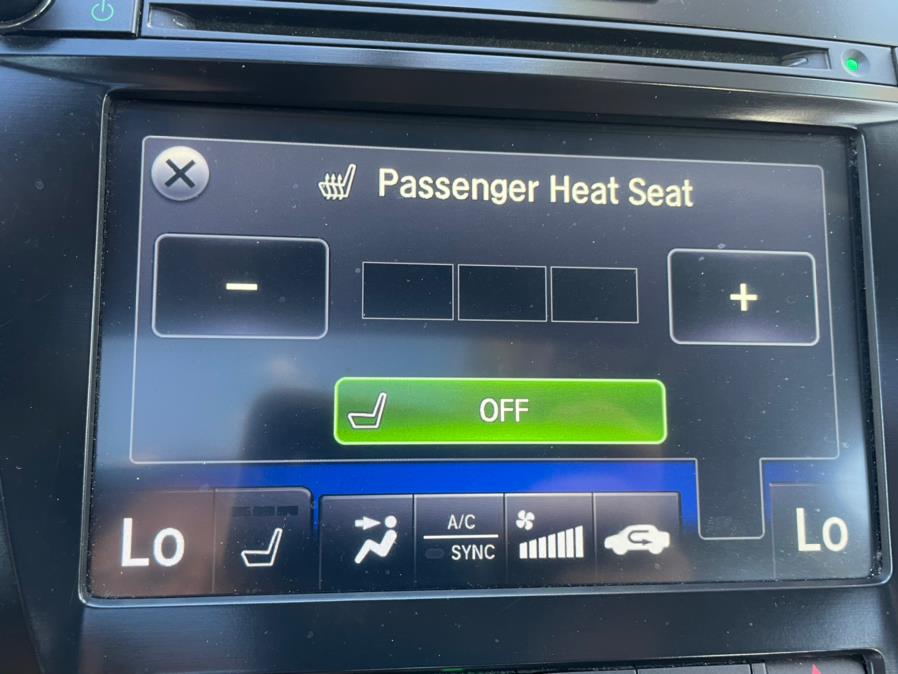 Passenger Heat Seat
- +
OFF
Lo A/C SYNC Lo